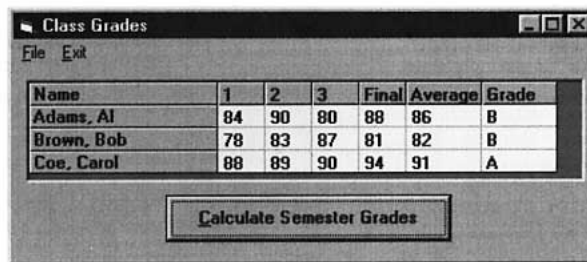 Class Grades
File Exit
Name 1 2 3 Final Average Grade
Adams, Al 84 90 80 88 86 B
Brown, Bob 78 83 87 81 82 B
Coe, Carol 88 89 90 94 91 A
Calculate Semester Grades